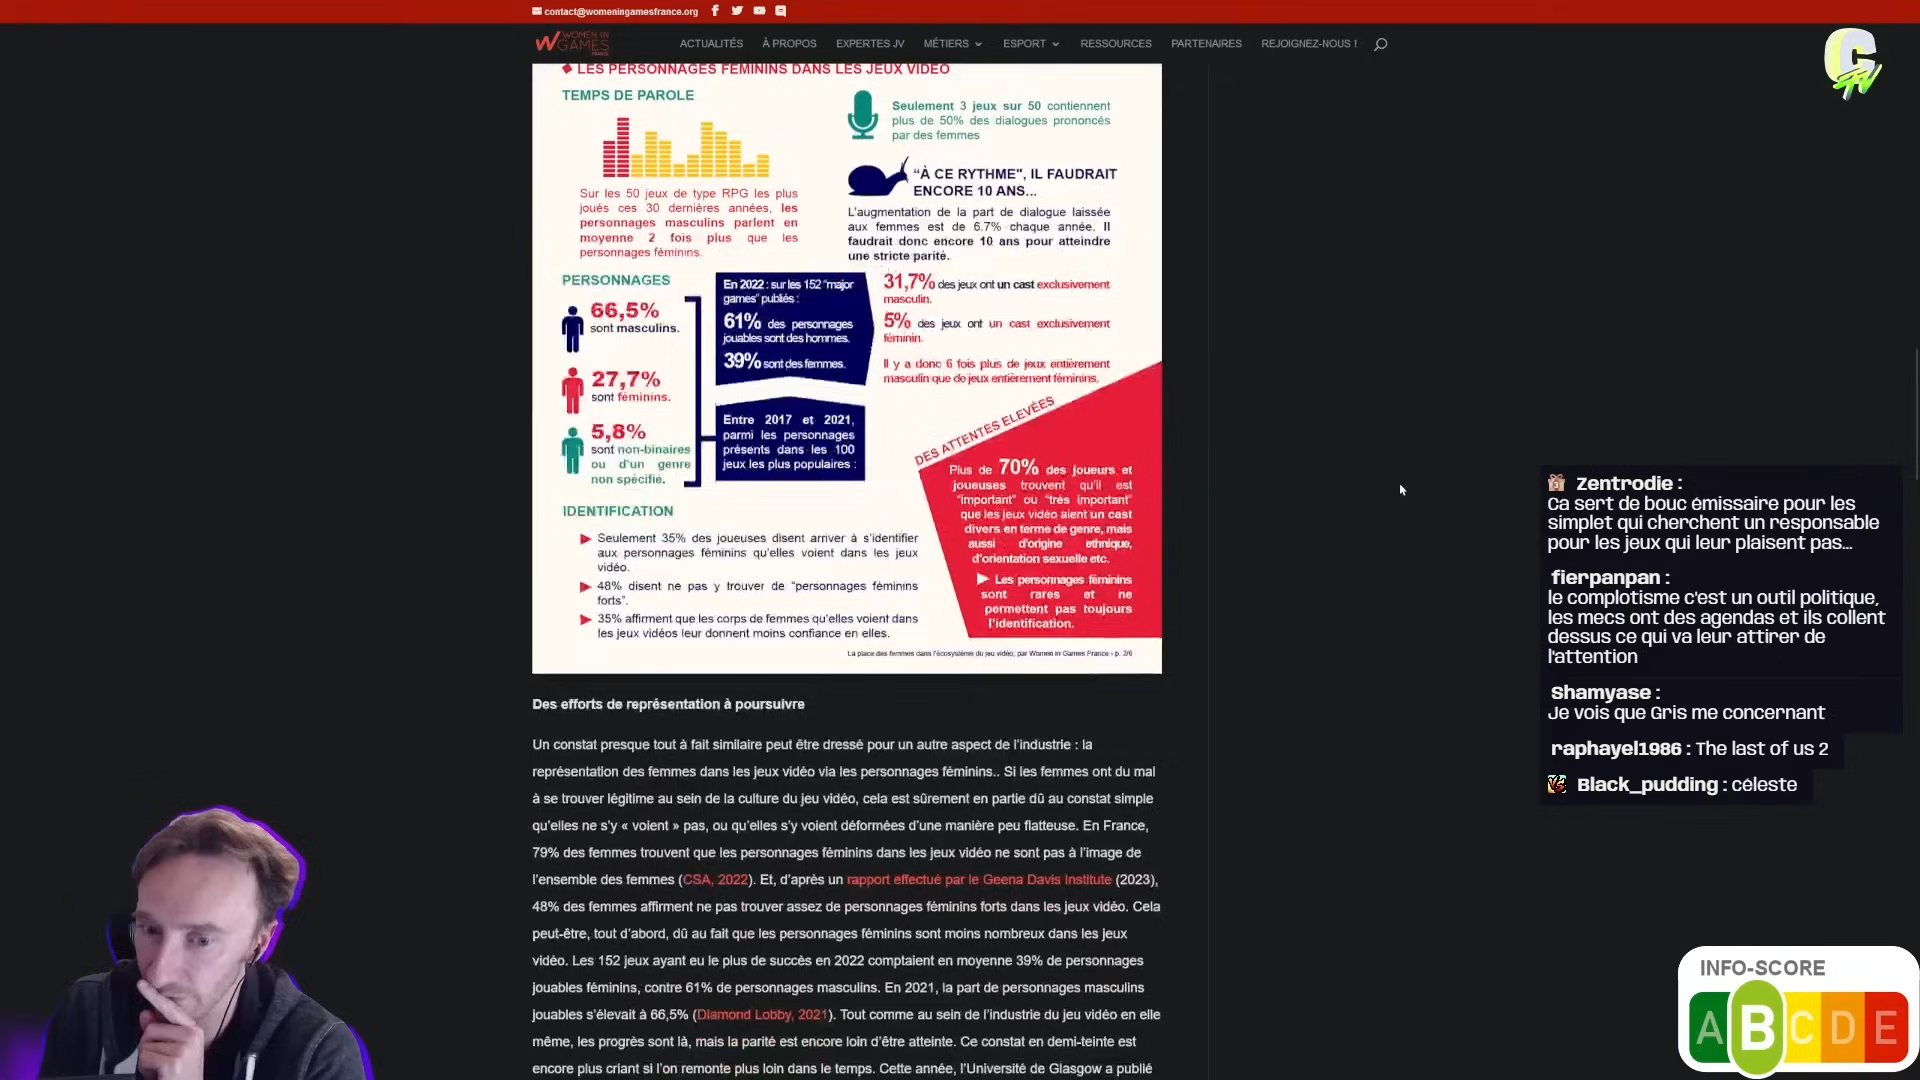 contact@womeningamesfrance.org
WOMEN IN
GAMES
FRANCE
ACTUALITÉS
À PROPOS
EXPERTES JV
MÉTIERS
ESPORT
RESSOURCES
PARTENAIRES
REJOIGNEZ-NOUS !
LES PERSONNAGES FÉMININS DANS LES JEUX VIDÉO
TEMPS DE PAROLE
Sur les 50 jeux de type RPG les plus
joués ces 30 dernières années, les
personnages masculins parlent en
moyenne 2 fois plus que les
personnages féminins.
Seulement 3 jeux sur 50 contiennent
plus de 50% des dialogues prononcés
par des femmes
“À CE RYTHME", IL FAUDRAIT
ENCORE 10 ANS...
L’augmentation de la part de dialogue laissée
aux femmes est de 6.7% chaque année. Il
faudrait donc encore 10 ans pour atteindre
une stricte parité.
PERSONNAGES
66,5%
sont masculins.
27,7%
sont féminins.
5,8%
sont non-binaires
ou d'un genre
non spécifié.
En 2022 : sur les 152 "major
games" publiés :
61% des personnages
jouables sont des hommes.
39% sont des femmes.
Entre 2017 et 2021,
parmi les personnages
présents dans les 100
jeux les plus populaires :
31,7% des jeux ont un cast exclusivement
masculin.
5% des jeux ont un cast exclusivement
féminin.
Il y a donc 6 fois plus de jeux entièrement
masculin que de jeux entièrement féminins.
DES ATTENTES ELEVÉES
Plus de 70% des joueurs et
joueuses trouvent qu'il est
"important" ou "très important"
que les jeux vidéo aient un cast
divers en terme de genre, mais
aussi d'origine ethnique,
d'orientation sexuelle etc.
Les personnages féminins
sont rares et ne
permettent pas toujours
l'identification.
IDENTIFICATION
Seulement 35% des joueuses disent arriver à s’identifier
aux personnages féminins qu’elles voient dans les jeux
vidéo.
48% disent ne pas y trouver de “personnages féminins
forts”.
35% affirment que les corps de femmes qu’elles voient dans
les jeux vidéos leur donnent moins confiance en elles.
La place des femmes dans l'écosystème du jeu vidéo, par Women in Games France - p. 2/6
Des efforts de représentation à poursuivre
Un constat presque tout à fait similaire peut être dressé pour un autre aspect de l’industrie : la
représentation des femmes dans les jeux vidéo via les personnages féminins.. Si les femmes ont du mal
à se trouver légitime au sein de la culture du jeu vidéo, cela est sûrement en partie dû au constat simple
qu’elles ne s’y « voient » pas, ou qu’elles s’y voient déformées d’une manière peu flatteuse. En France,
79% des femmes trouvent que les personnages féminins dans les jeux vidéo ne sont pas à l’image de
l’ensemble des femmes (CSA, 2022). Et, d’après un rapport effectué par le Geena Davis Institute (2023),
48% des femmes affirment ne pas trouver assez de personnages féminins forts dans les jeux vidéo. Cela
peut-être, tout d’abord, dû au fait que les personnages féminins sont moins nombreux dans les jeux
vidéo. Les 152 jeux ayant eu le plus de succès en 2022 comptaient en moyenne 39% de personnages
jouables féminins, contre 61% de personnages masculins. En 2021, la part de personnages masculins
jouables s’élevait à 66,5% (Diamond Lobby, 2021). Tout comme au sein de l’industrie du jeu vidéo en elle
même, les progrès sont là, mais la parité est encore loin d’être atteinte. Ce constat en demi-teinte est
encore plus criant si l’on remonte plus loin dans le temps. Cette année, l’Université de Glasgow a publié
Zentrodie :
Ca sert de bouc émissaire pour les
simplet qui cherchent un responsable
pour les jeux qui leur plaisent pas...
fierpanpan :
le complotisme c'est un outil politique,
les mecs ont des agendas et ils collent
dessus ce qui va leur attirer de
l'attention
Shamyase :
Je vois que Gris me concernant
raphayel1986 : The last of us 2
Black_pudding : céleste
INFO-SCORE
A B C D E